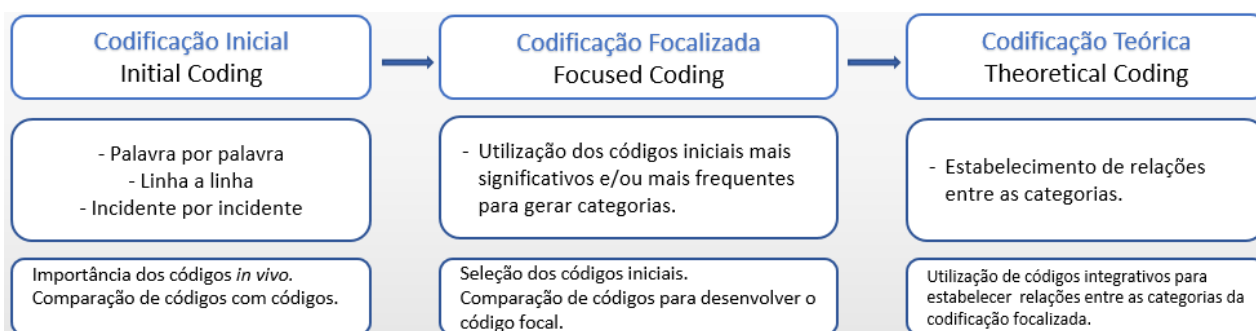 Codificação Inicial
Initial Coding
Codificação Focalizada
Focused Coding
Codificação Teórica
Theoretical Coding
- Palavra por palavra
- Linha a linha
- Incidente por incidente
- Utilização dos códigos iniciais mais
significativos e/ou mais frequentes
para gerar categorias.
- Estabelecimento de relações
entre as categorias.
Importância dos códigos in vivo.
Comparação de códigos com códigos.
Seleção dos códigos iniciais.
Comparação de códigos para desenvolver o
código focal.
Utilização de códigos integrativos para
estabelecer relações entre as categorias da
codificação focalizada.